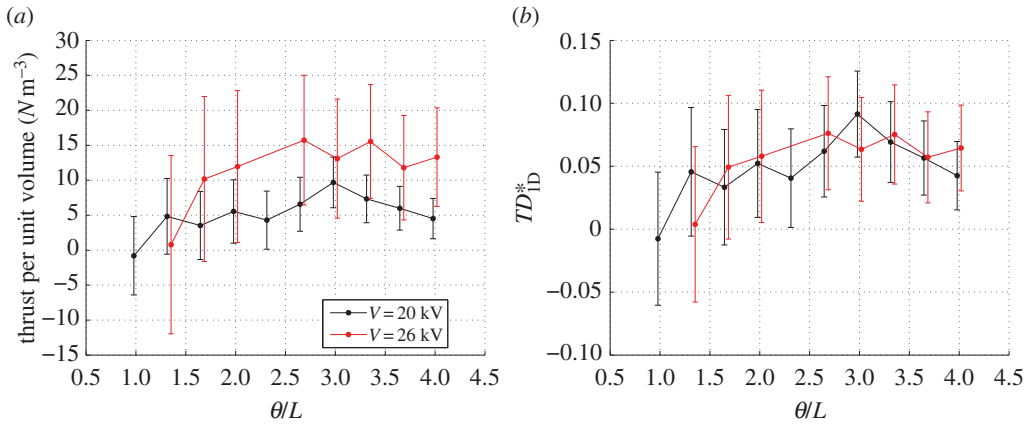 (a)
30
25
20
15
10
5
0
−5
−10
−15
thrust per unit volume (N m−3)
V = 20 kV
V = 26 kV
0.5 1.0 1.5 2.0 2.5 3.0 3.5 4.0 4.5
θ/L
(b)
0.15
0.10
0.05
0
−0.05
−0.10
TD*1D
0.5 1.0 1.5 2.0 2.5 3.0 3.5 4.0 4.5
θ/L